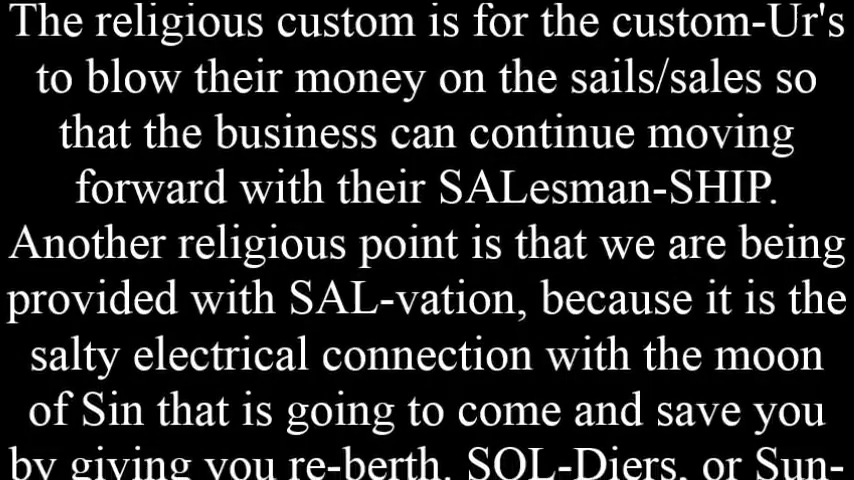 The religious custom is for the custom-Ur's
to blow their money on the sails/sales so
that the business can continue moving
forward with their SALesman-SHIP.
Another religious point is that we are being
provided with SAL-vation, because it is the
salty electrical connection with the moon
of Sin that is going to come and save you
by giving you re-berth. SOL-Diers, or Sun-